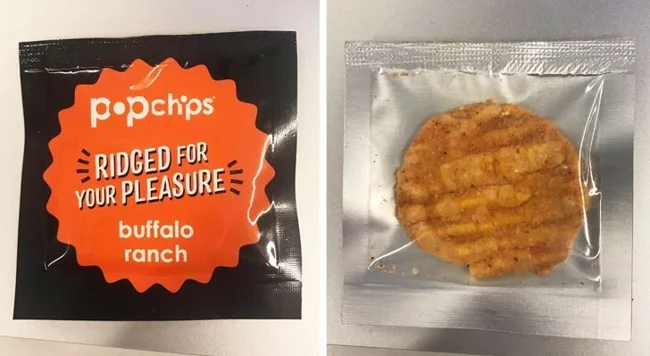 popchips
RIDGED FOR
YOUR PLEASURE
buffalo
ranch